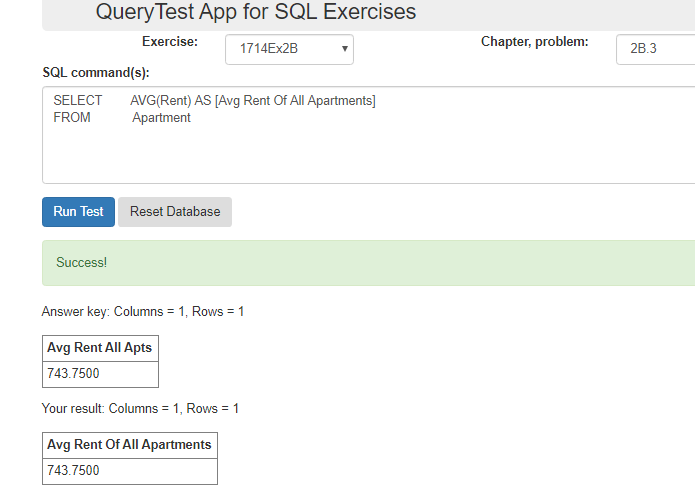 QueryTest App for SQL Exercises
Exercise: 1714Ex2B Chapter, problem: 2B.3
SQL command(s):
SELECT AVG(Rent) AS [Avg Rent Of All Apartments]
FROM Apartment
Run Test Reset Database
Success!
Answer key: Columns = 1, Rows = 1
Avg Rent All Apts
743.7500
Your result: Columns = 1, Rows = 1
Avg Rent Of All Apartments
743.7500